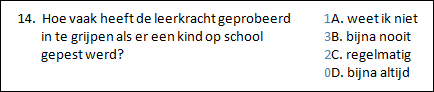 14. Hoe vaak heeft de leerkracht geprobeerd
in te grijpen als er een kind op school
gepest werd?
1A. weet ik niet
3B. bijna nooit
2C. regelmatig
0D. bijna altijd